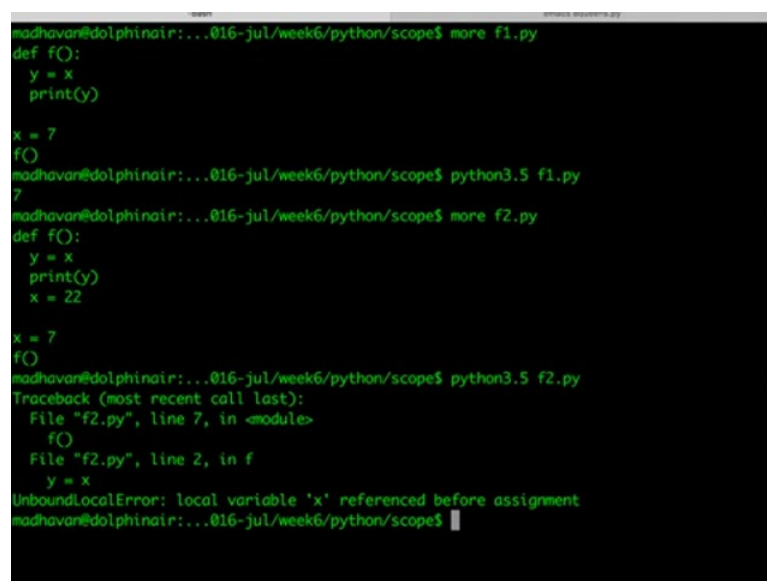 -bash
madhavan@dolphinair:...016-jul/week6/python/scope$ more f1.py
def f():
  y = x
  print(y)

x = 7
f()
madhavan@dolphinair:...016-jul/week6/python/scope$ python3.5 f1.py
7
madhavan@dolphinair:...016-jul/week6/python/scope$ more f2.py
def f():
  y = x
  print(y)
  x = 22

x = 7
f()
madhavan@dolphinair:...016-jul/week6/python/scope$ python3.5 f2.py
Traceback (most recent call last):
  File "f2.py", line 7, in <module>
    f()
  File "f2.py", line 2, in f
    y = x
UnboundLocalError: local variable 'x' referenced before assignment
madhavan@dolphinair:...016-jul/week6/python/scope$